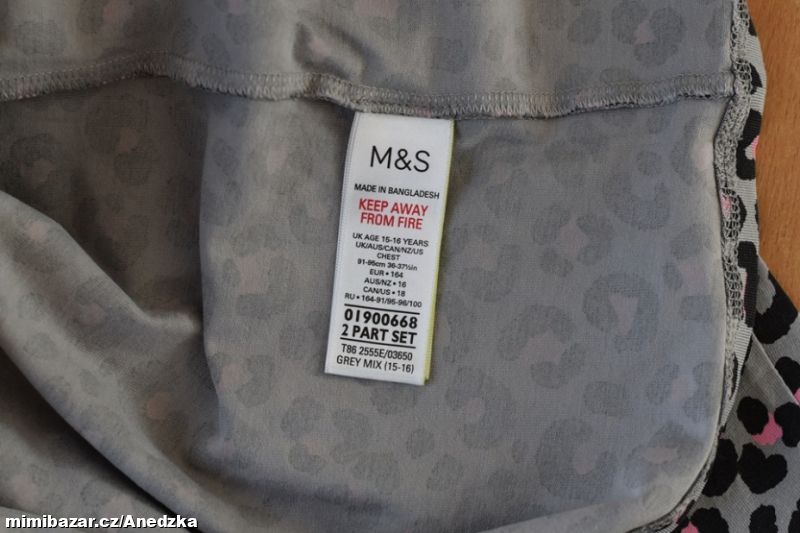 M&S
MADE IN BANGLADESH
KEEP AWAY
FROM FIRE
UK AGE 15-16 YEARS
UK/AUS/CAN/NZ/US
CHEST
91-96cm 36-37½in
EUR • 164
AUS/NZ • 16
CAN/US • 18
RU • 164-91/95-96/100
01900668
2 PART SET
T86 2555E/03650
GREY MIX (15-16)
mimibazar.cz/Anedzka